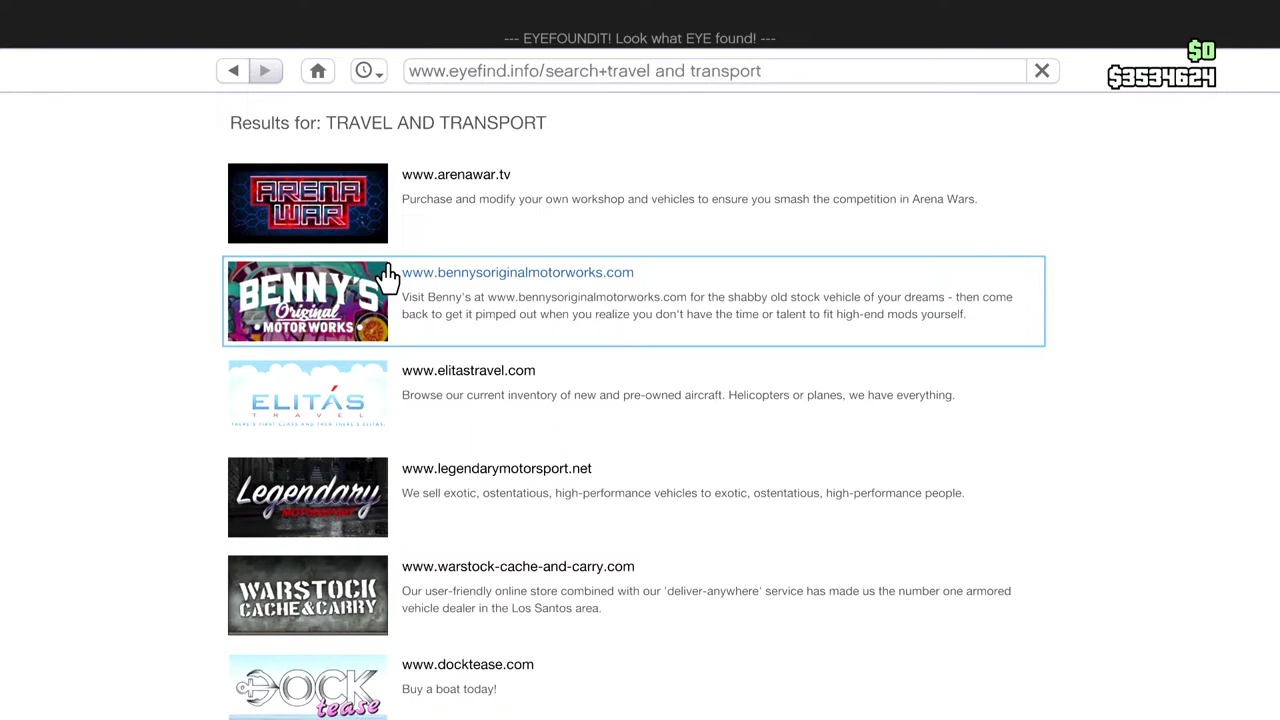 --- EYEFOUNDIT! Look what EYE found! ---
$0
www.eyefind.info/search+travel and transport
$3534624
Results for: TRAVEL AND TRANSPORT
ARENA
WAR
www.arenawar.tv
Purchase and modify your own workshop and vehicles to ensure you smash the competition in Arena Wars.
BENNY'S
Original
MOTOR WORKS
www.bennysoriginalmotorworks.com
Visit Benny's at www.bennysoriginalmotorworks.com for the shabby old stock vehicle of your dreams - then come
back to get it pimped out when you realize you don't have the time or talent to fit high-end mods yourself.
ELITÁS
TRAVEL
THERE'S FIRST CLASS AND THEN THERE'S ELITAS.
www.elitastravel.com
Browse our current inventory of new and pre-owned aircraft. Helicopters or planes, we have everything.
Legendary
MOTORSPORT
www.legendarymotorsport.net
We sell exotic, ostentatious, high-performance vehicles to exotic, ostentatious, high-performance people.
WARSTOCK
CACHE & CARRY
www.warstock-cache-and-carry.com
Our user-friendly online store combined with our 'deliver-anywhere' service has made us the number one armored
vehicle dealer in the Los Santos area.
DOCK
tease
www.docktease.com
Buy a boat today!